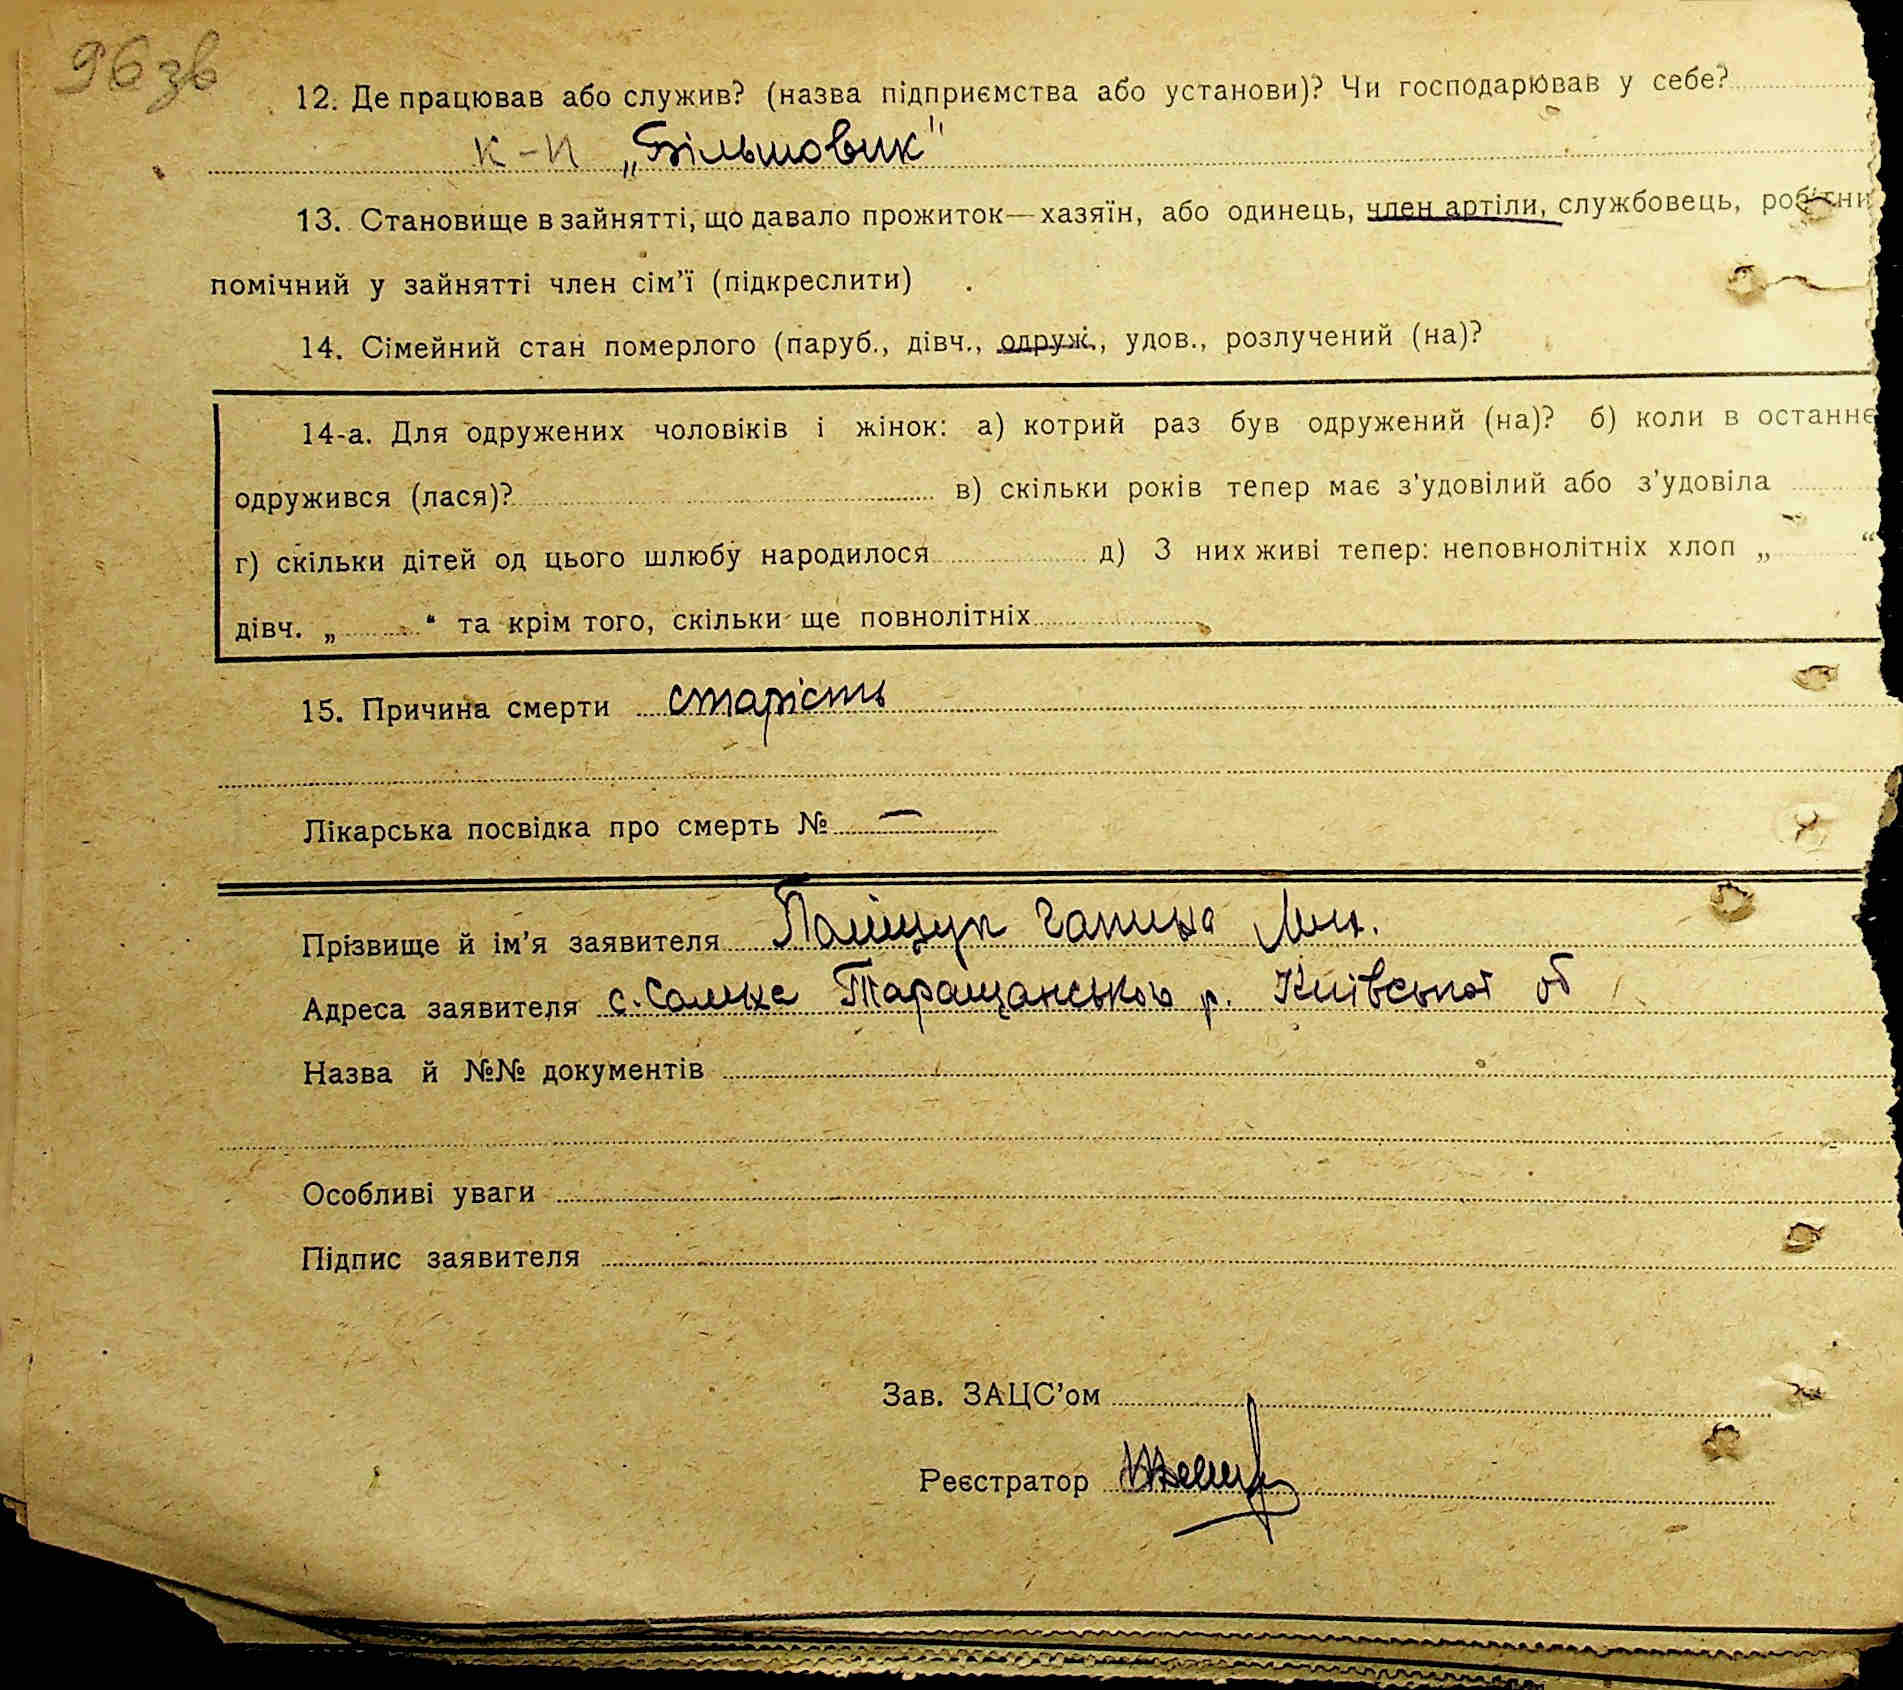 96 зв
12. Де працював або служив? (назва підприємства або установи)? Чи господарював у себе?
к-п „Більшовик"
13. Становище в зайнятті, що давало прожиток—хазяїн, або одинець, член артіли, службовець, роб
помічний у зайнятті член сім'ї (підкреслити)
14. Сімейний стан померлого (паруб., дівч., одруж., удов., розлучений (на)?
14-а. Для одружених чоловіків і жінок: а) котрий раз був одружений (на)? б) коли в останнє
одружився (лася)? в) скільки років тепер має з'удовілий або з'удовіла
г) скільки дітей од цього шлюбу народилося д) З них живі тепер: неповнолітніх хлоп „ “
дівч. „ “ та крім того, скільки ще повнолітніх
15. Причина смерти старість
Лікарська посвідка про смерть № —
Прізвище й ім'я заявителя Поліщук Ганина
Адреса заявителя с. Таращанського р. Київської об
Назва й №№ документів
Особливі уваги
Підпис заявителя
Зав. ЗАЦС'ом
Реєстратор